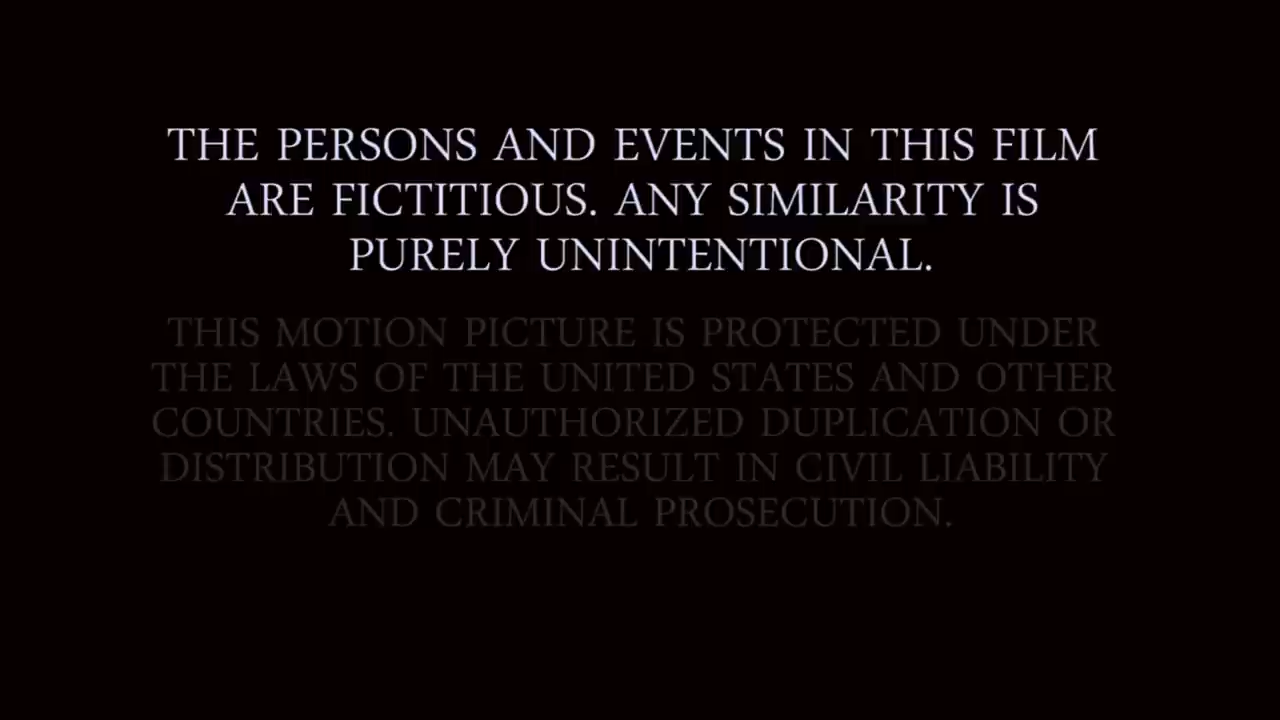 THE PERSONS AND EVENTS IN THIS FILM
ARE FICTITIOUS. ANY SIMILARITY IS
PURELY UNINTENTIONAL.
THIS MOTION PICTURE IS PROTECTED UNDER
THE LAWS OF THE UNITED STATES AND OTHER
COUNTRIES. UNAUTHORIZED DUPLICATION OR
DISTRIBUTION MAY RESULT IN CIVIL LIABILITY
AND CRIMINAL PROSECUTION.